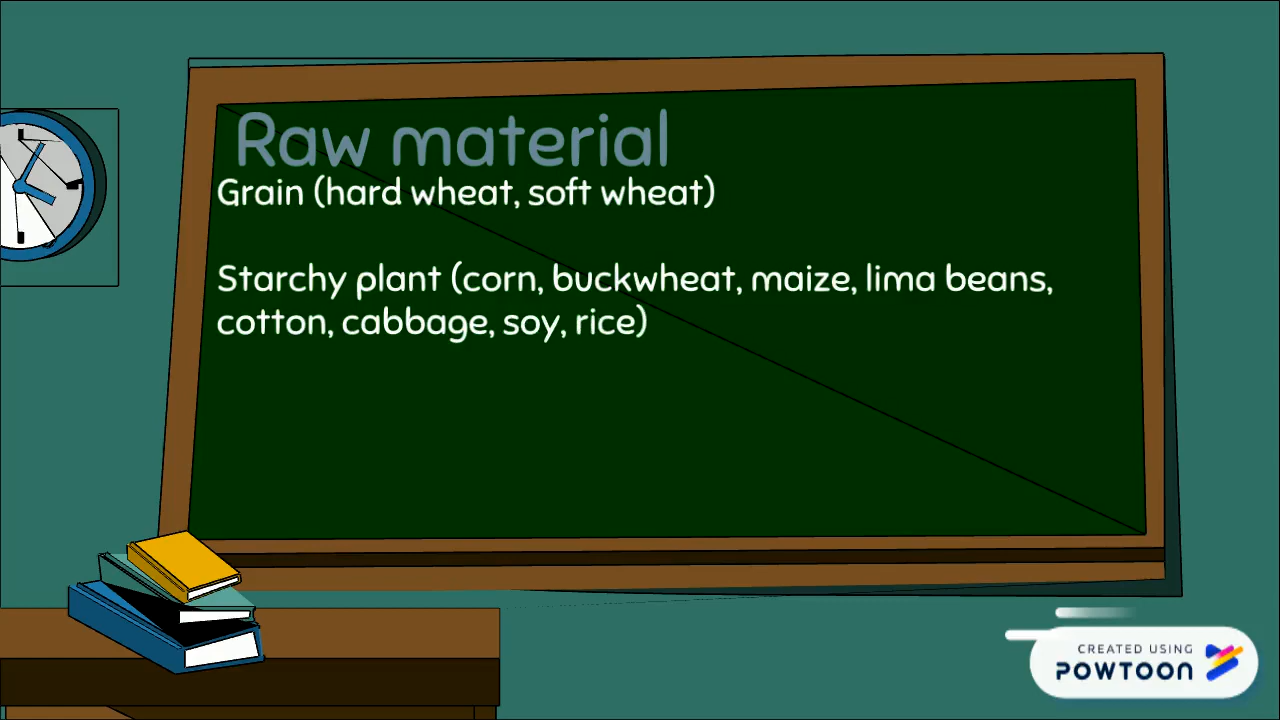 Raw material
Grain (hard wheat, soft wheat)
Starchy plant (corn, buckwheat, maize, lima beans,
cotton, cabbage, soy, rice)
CREATED USING
POWTOON